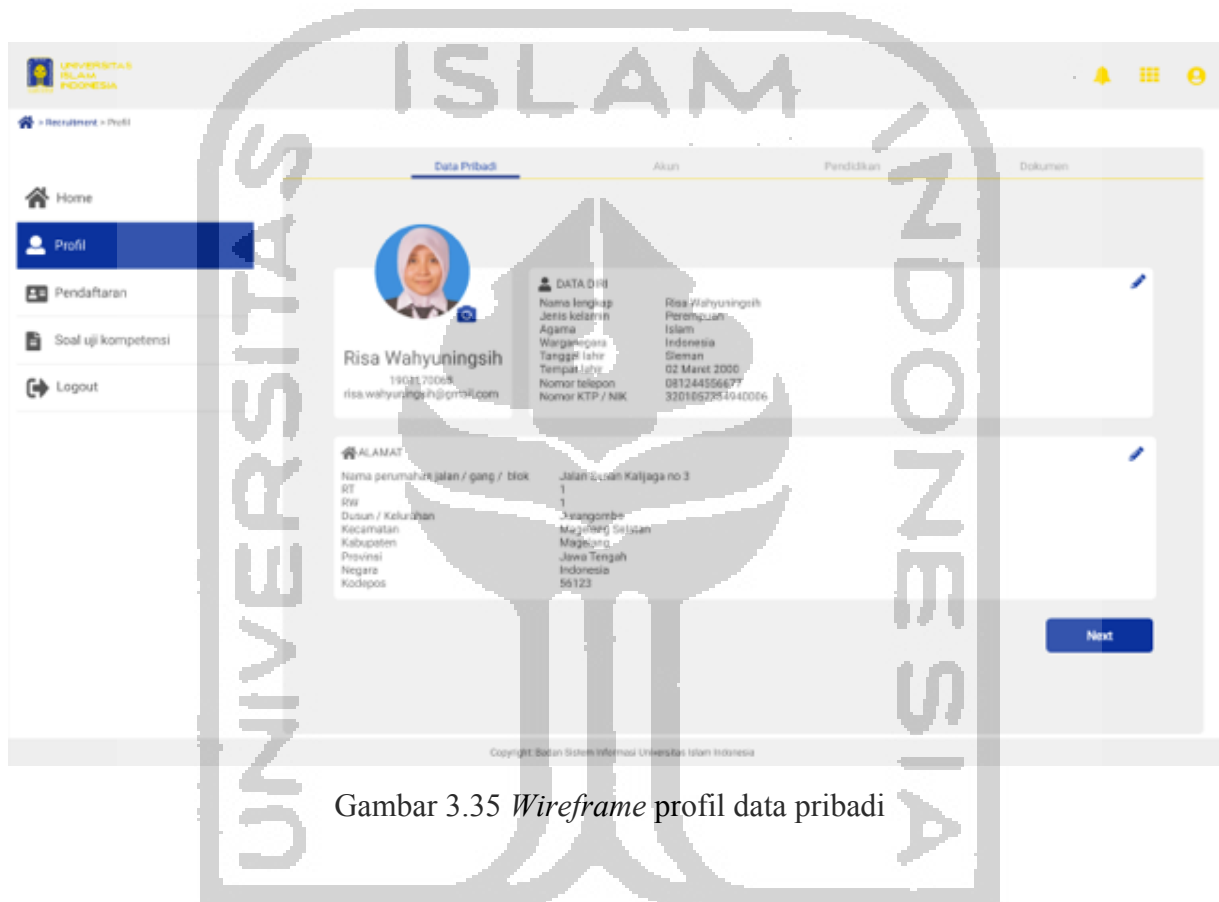 UNIVERSITAS
ISLAM
INDONESIA
> Recruitment > Profil
Data Pribadi Akun Pendidikan Dokumen
Home
Profil
Pendaftaran
Soal uji kompetensi
Logout
Risa Wahyuningsih
risa.wahyuningsih@gmail.com
DATA DIRI
Nama lengkap Risa Wahyuningsih
Jenis kelamin Perempuan
Agama Islam
Warganegara Indonesia
Tanggal lahir Sleman
Tempat lahir 02 Maret 2000
Nomor telepon 081244556677
Nomor KTP / NIK
ALAMAT
Nama perumahan jalan / gang / blok Jalan Sunan Kalijaga no 3
RT 1
RW 1
Dusun / Kelurahan
Kecamatan Magelang Selatan
Kabupaten Magelang
Provinsi Jawa Tengah
Negara Indonesia
Kodepos 56123
Next
Copyright: Badan Sistem Informasi Universitas Islam Indonesia
Gambar 3.35 Wireframe profil data pribadi
UNIVERSITAS
ISLAM
INDONESIA